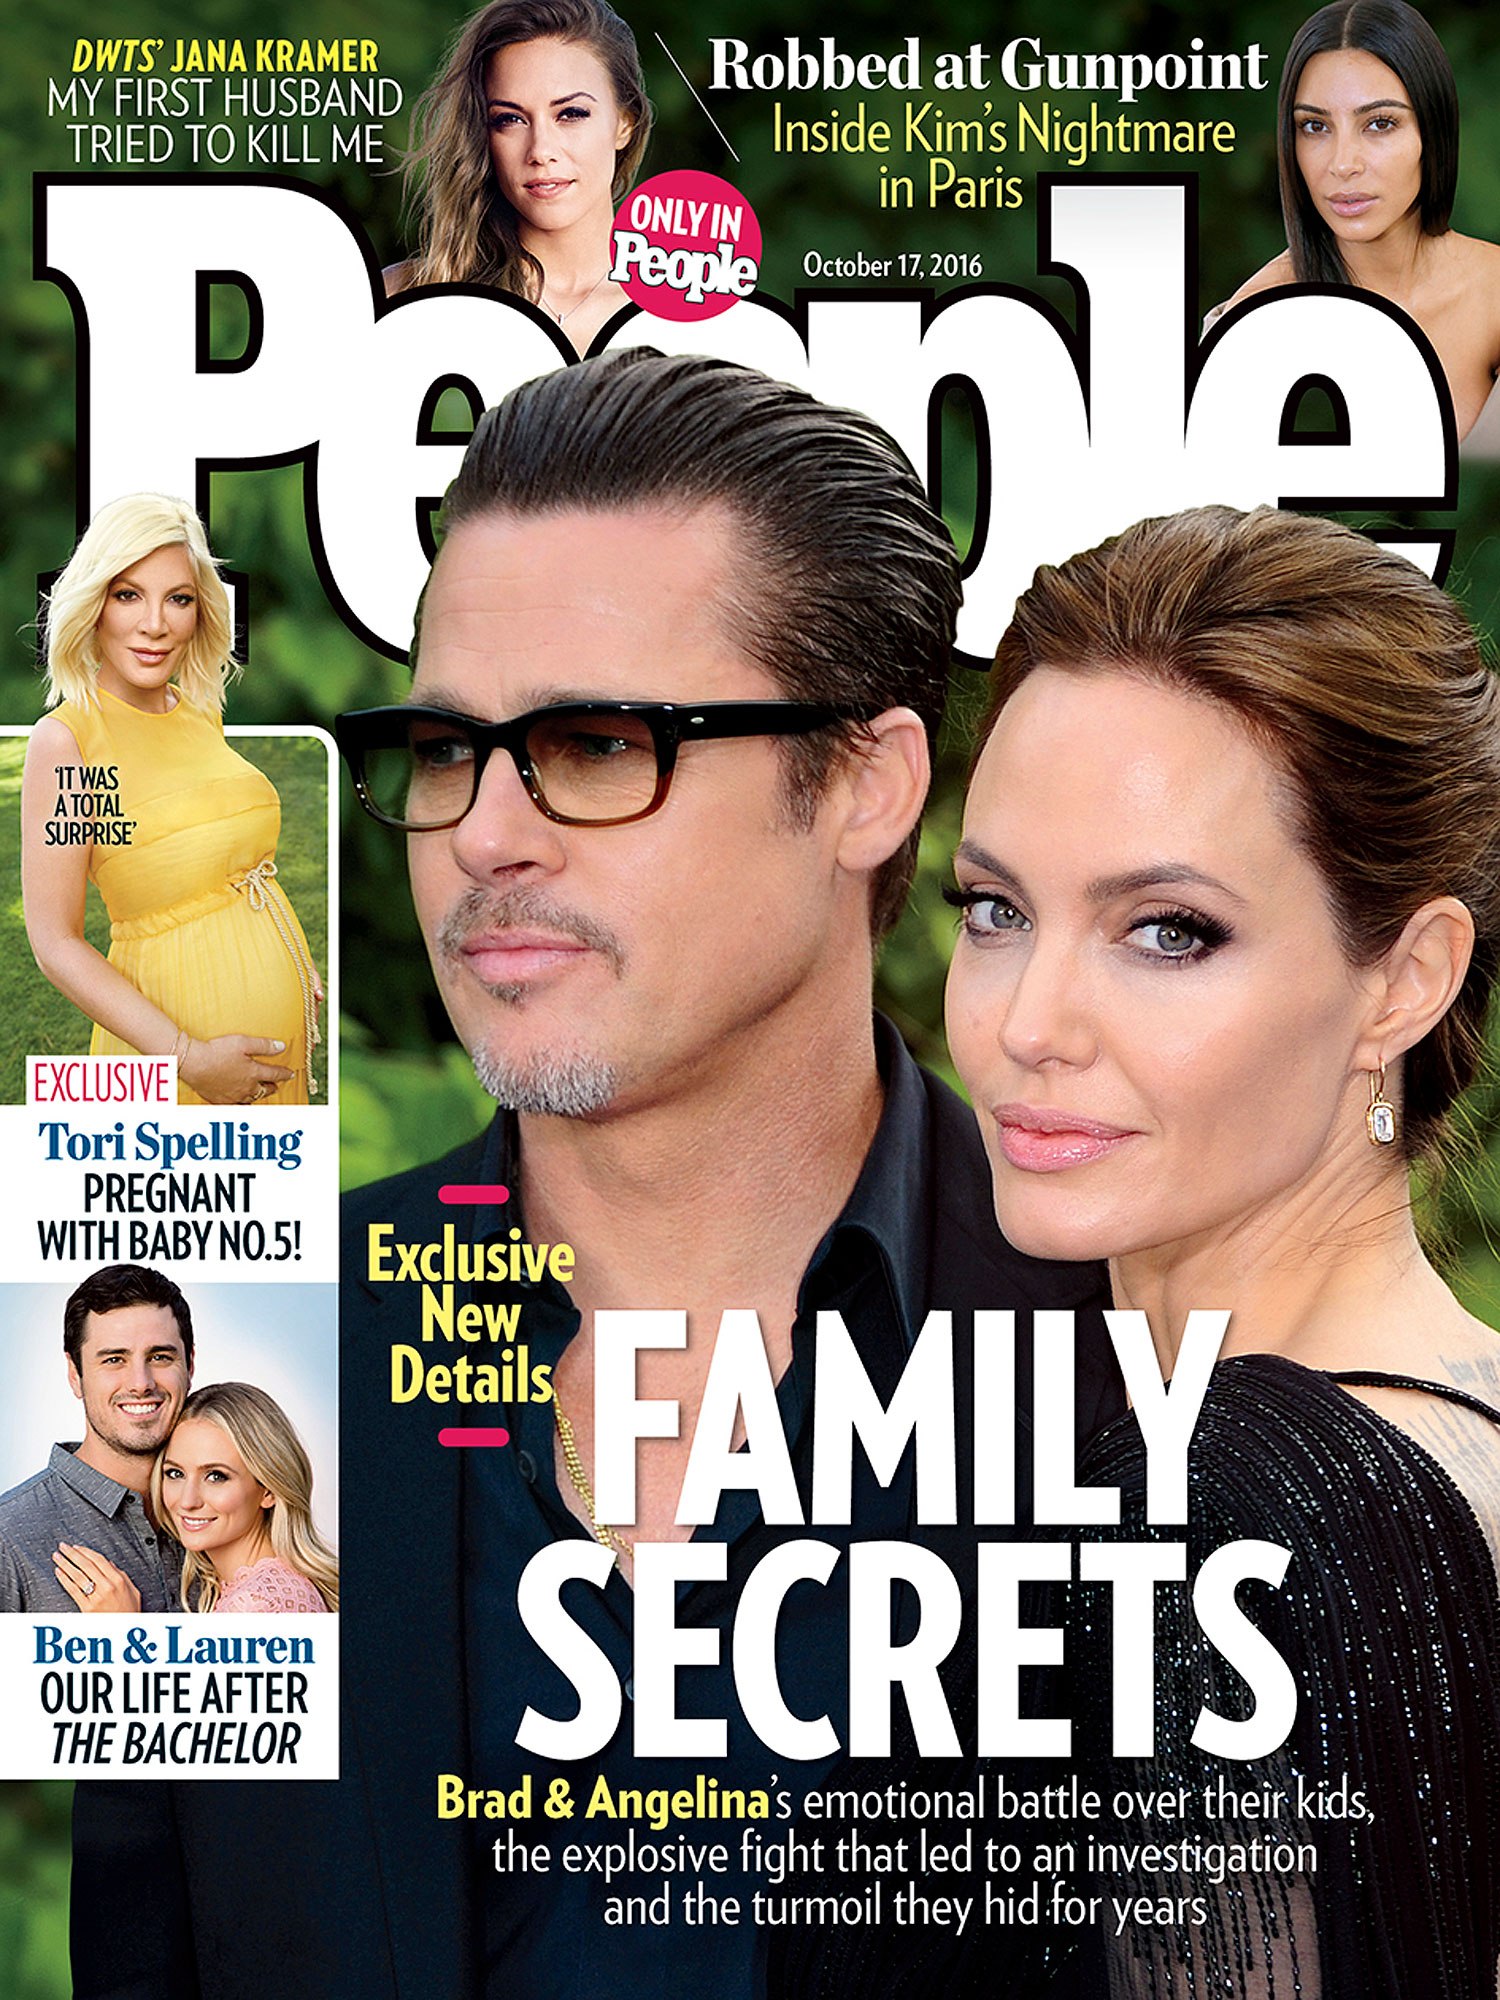 DWTS' JANA KRAMER
MY FIRST HUSBAND
TRIED TO KILL ME
Robbed at Gunpoint
Inside Kim's Nightmare
in Paris
ONLY IN
People
October 17, 2016
People
'IT WAS
A TOTAL
SURPRISE'
EXCLUSIVE
Tori Spelling
PREGNANT
WITH BABY NO.5!
Ben & Lauren
OUR LIFE AFTER
THE BACHELOR
Exclusive
New
Details
FAMILY
SECRETS
Brad & Angelina's emotional battle over their kids,
the explosive fight that led to an investigation
and the turmoil they hid for years